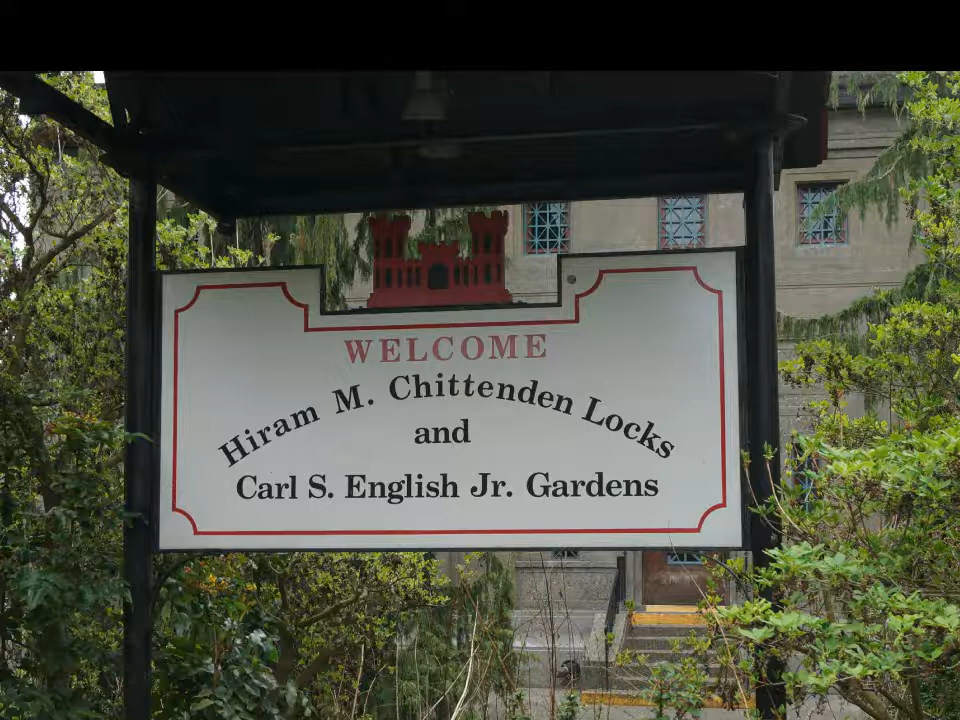 WELCOME
Hiram M. Chittenden Locks
and
Carl S. English Jr. Gardens